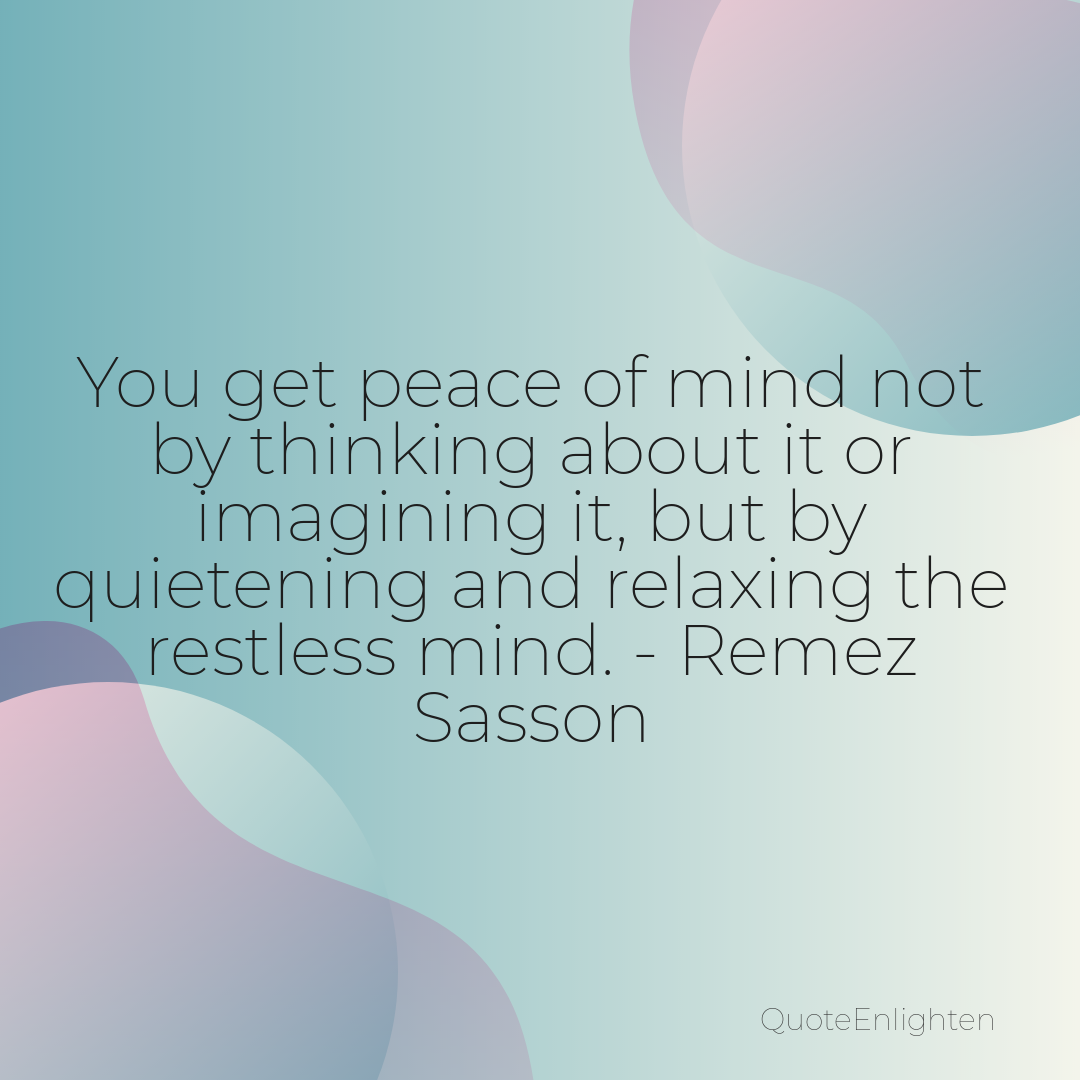 You get peace of mind not
by thinking about it or
imagining it, but by
quietening and relaxing the
restless mind. - Remez
Sasson
QuoteEnlighten